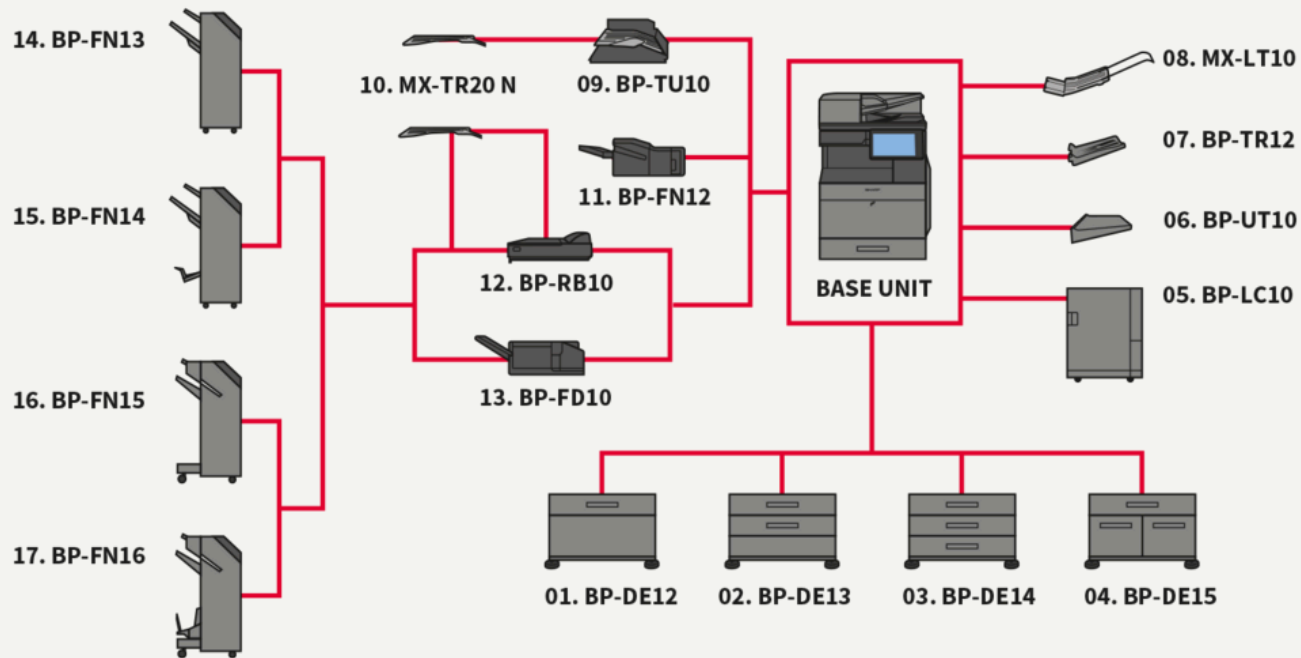 14. BP-FN13
10. MX-TR20 N
09. BP-TU10
08. MX-LT10
07. BP-TR12
15. BP-FN14
11. BP-FN12
06. BP-UT10
12. BP-RB10
BASE UNIT
05. BP-LC10
16. BP-FN15
13. BP-FD10
17. BP-FN16
01. BP-DE12
02. BP-DE13
03. BP-DE14
04. BP-DE15